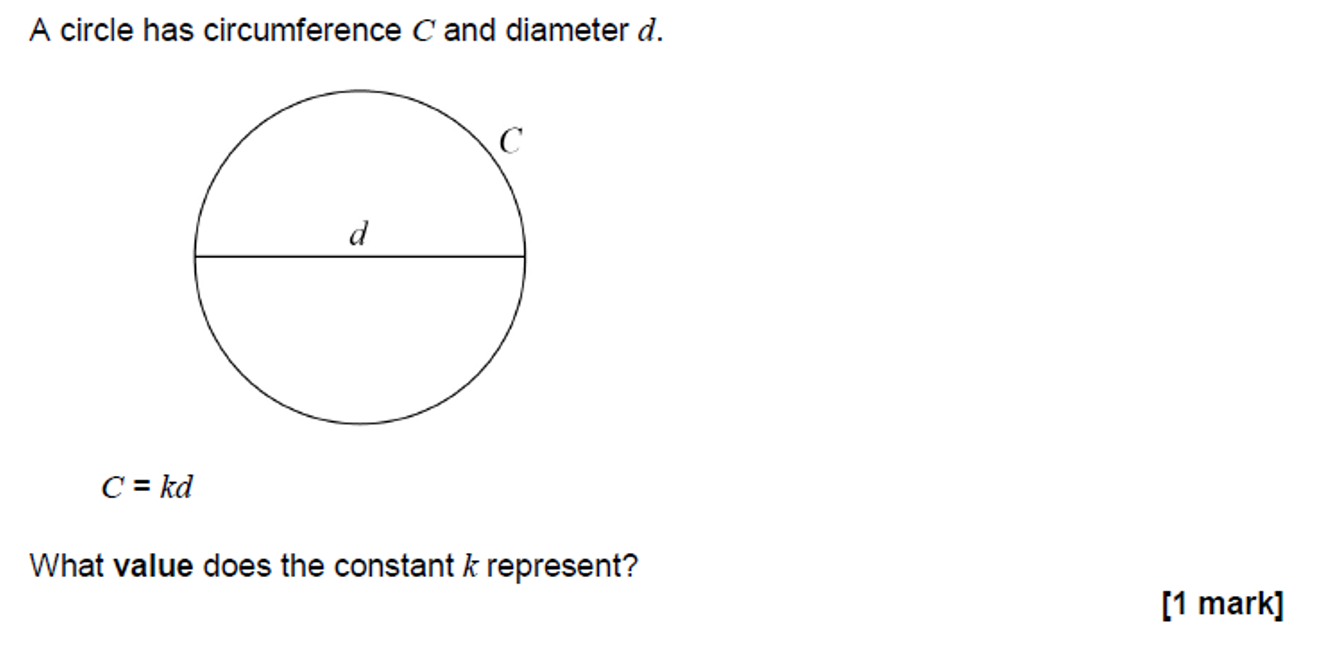 A circle has circumference C and diameter d.
C
d
C = kd
What value does the constant k represent?
[1 mark]